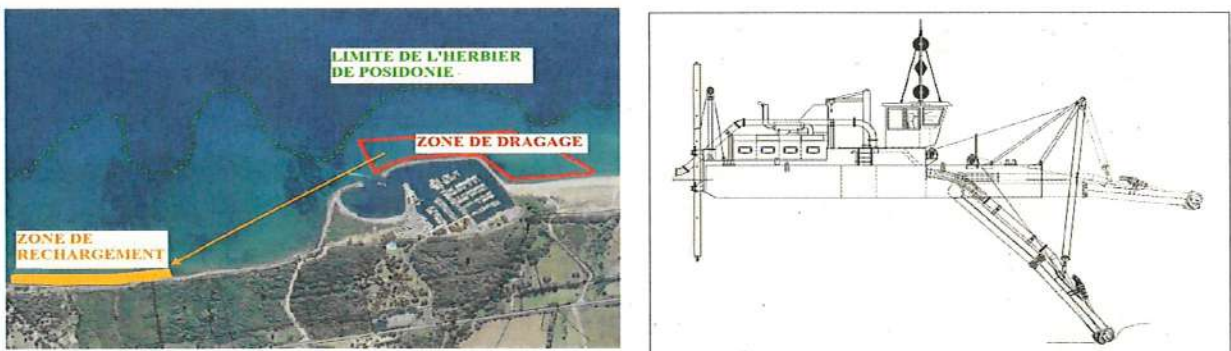 LIMITE DE L'HERBIER
DE POSIDONIE
ZONE DE DRAGAGE
ZONE DE
RECHARGEMENT